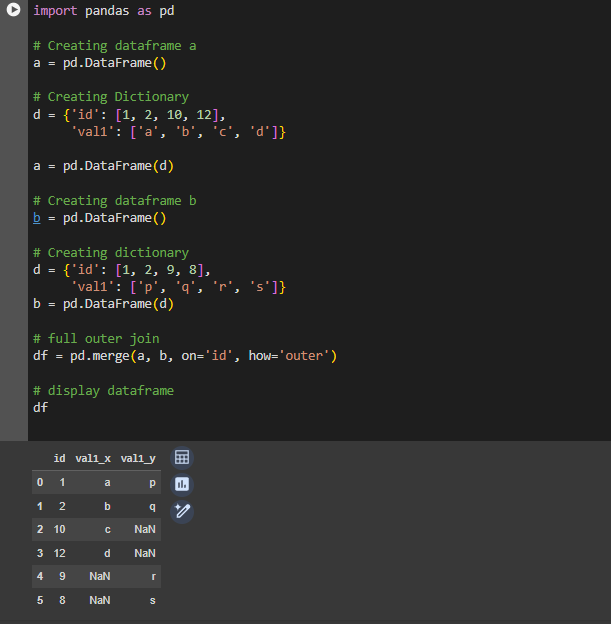 import pandas as pd
# Creating dataframe a
a = pd.DataFrame()
# Creating Dictionary
d = {'id': [1, 2, 10, 12],
'val1': ['a', 'b', 'c', 'd']}
a = pd.DataFrame(d)
# Creating dataframe b
b = pd.DataFrame()
# Creating dictionary
d = {'id': [1, 2, 9, 8],
'val1': ['p', 'q', 'r', 's']}
b = pd.DataFrame(d)
# full outer join
df = pd.merge(a, b, on='id', how='outer')
# display dataframe
df
id val1_x val1_y
0 1 a p
1 2 b q
2 10 c NaN
3 12 d NaN
4 9 NaN r
5 8 NaN s